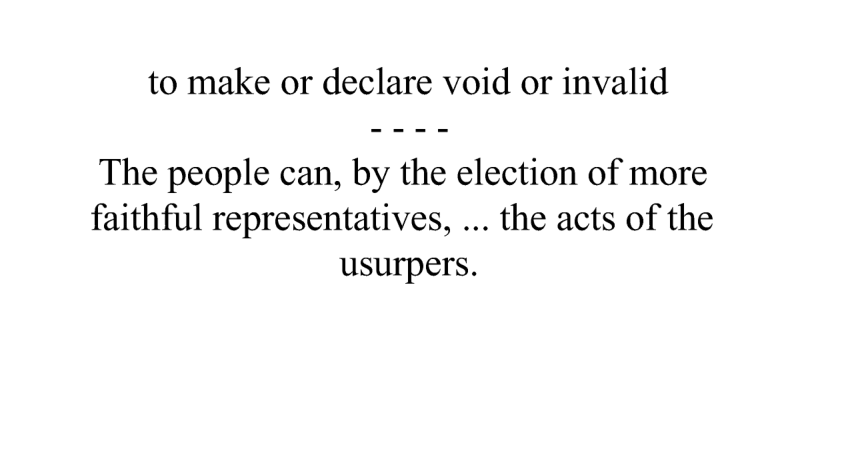 to make or declare void or invalid
- - - -
The people can, by the election of more
faithful representatives, ... the acts of the
usurpers.